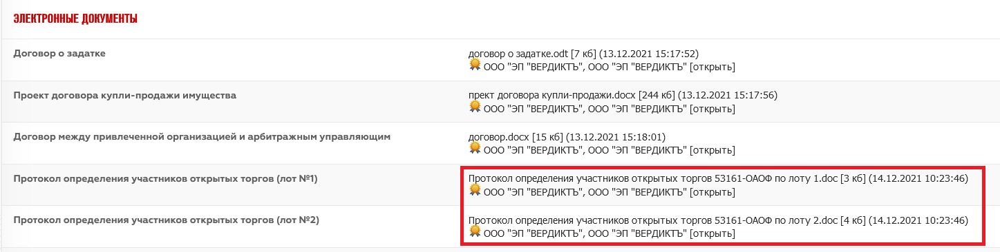 ЭЛЕКТРОННЫЕ ДОКУМЕНТЫ
Договор о задатке
договор о задатке.odt [7 кб] (13.12.2021 15:17:52)
ООО "ЭП "ВЕРДИКТЪ", ООО "ЭП "ВЕРДИКТЪ" [открыть]
Проект договора купли-продажи имущества
прект договора купли-продажи.docx [244 кб] (13.12.2021 15:17:56)
ООО "ЭП "ВЕРДИКТЪ", ООО "ЭП "ВЕРДИКТЪ" [открыть]
Договор между привлеченной организацией и арбитражным управляющим
договор.docx [15 кб] (13.12.2021 15:18:01)
ООО "ЭП "ВЕРДИКТЪ", ООО "ЭП "ВЕРДИКТЪ" [открыть]
Протокол определения участников открытых торгов (лот №1)
Протокол определения участников открытых торгов 53161-ОАОФ по лоту 1.doc [3 кб] (14.12.2021 10:23:46)
ООО "ЭП "ВЕРДИКТЪ", ООО "ЭП "ВЕРДИКТЪ" [открыть]
Протокол определения участников открытых торгов (лот №2)
Протокол определения участников открытых торгов 53161-ОАОФ по лоту 2.doc [4 кб] (14.12.2021 10:23:46)
ООО "ЭП "ВЕРДИКТЪ", ООО "ЭП "ВЕРДИКТЪ" [открыть]